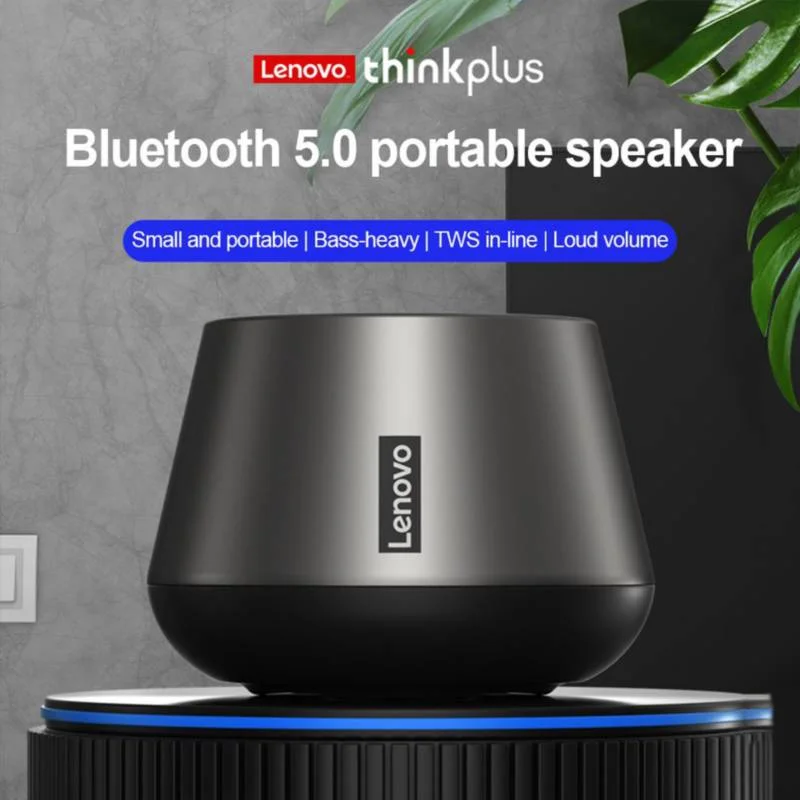 Lenovo thinkplus
Bluetooth 5.0 portable speaker
Small and portable | Bass-heavy | TWS in-line | Loud volume
Lenovo